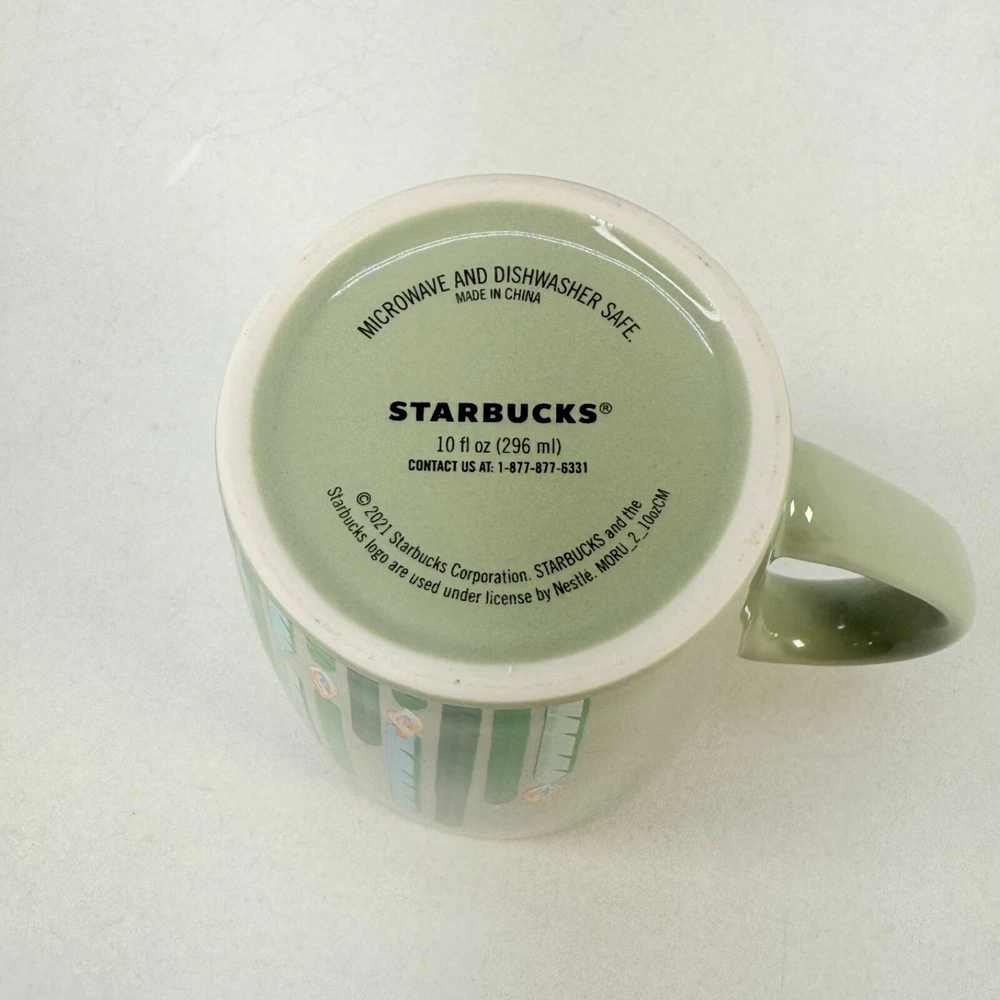 MICROWAVE AND DISHWASHER SAFE.
MADE IN CHINA
STARBUCKS®
10 fl oz (296 ml)
CONTACT US AT: 1-877-877-6331
© 2021 Starbucks Corporation. STARBUCKS and the
Starbucks logo are used under license by Nestlé. MORU_2_10ozCM